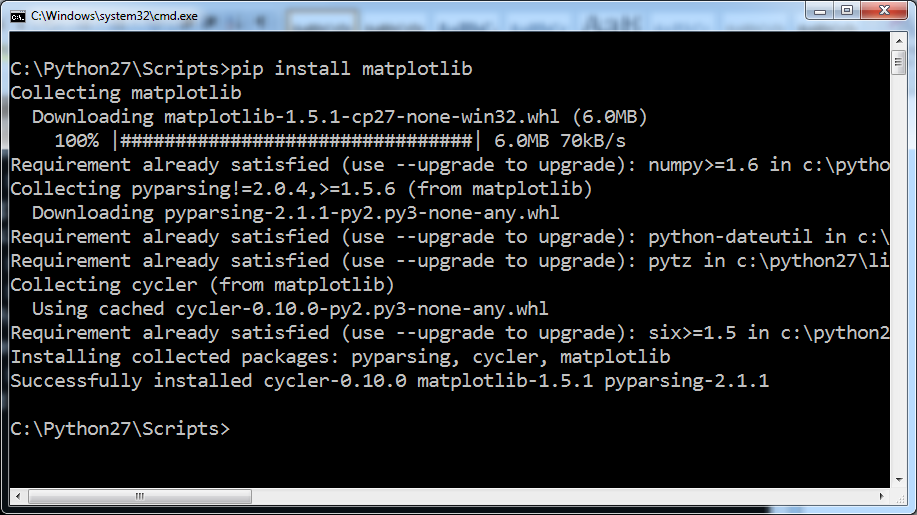 C:\Windows\system32\cmd.exe
C:\Python27\Scripts>pip install matplotlib
Collecting matplotlib
  Downloading matplotlib-1.5.1-cp27-none-win32.whl (6.0MB)
    100% |################################| 6.0MB 70kB/s
Requirement already satisfied (use --upgrade to upgrade): numpy>=1.6 in c:\pytho
Collecting pyparsing!=2.0.4,>=1.5.6 (from matplotlib)
  Downloading pyparsing-2.1.1-py2.py3-none-any.whl
Requirement already satisfied (use --upgrade to upgrade): python-dateutil in c:\
Requirement already satisfied (use --upgrade to upgrade): pytz in c:\python27\li
Collecting cycler (from matplotlib)
  Using cached cycler-0.10.0-py2.py3-none-any.whl
Requirement already satisfied (use --upgrade to upgrade): six>=1.5 in c:\python2
Installing collected packages: pyparsing, cycler, matplotlib
Successfully installed cycler-0.10.0 matplotlib-1.5.1 pyparsing-2.1.1
C:\Python27\Scripts>